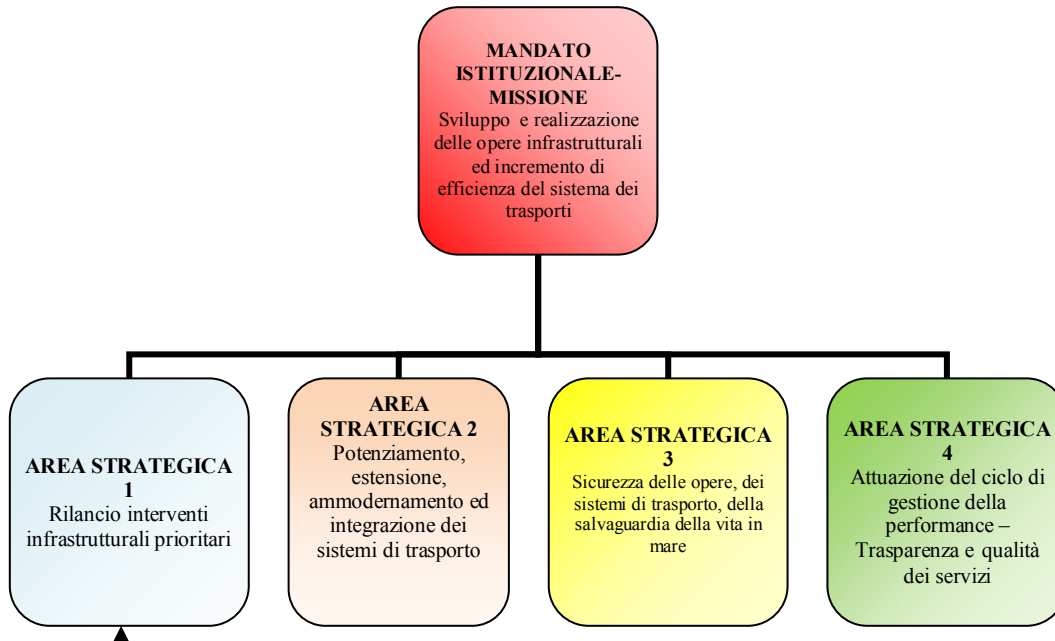 MANDATO
ISTITUZIONALE-
MISSIONE
Sviluppo e realizzazione
delle opere infrastrutturali
ed incremento di
efficienza del sistema dei
trasporti
AREA STRATEGICA
1
Rilancio interventi
infrastrutturali prioritari
AREA
STRATEGICA 2
Potenziamento,
estensione,
ammodernamento ed
integrazione dei
sistemi di trasporto
AREA STRATEGICA
3
Sicurezza delle opere, dei
sistemi di trasporto, della
salvaguardia della vita in
mare
AREA STRATEGICA
4
Attuazione del ciclo di
gestione della
performance –
Trasparenza e qualità
dei servizi